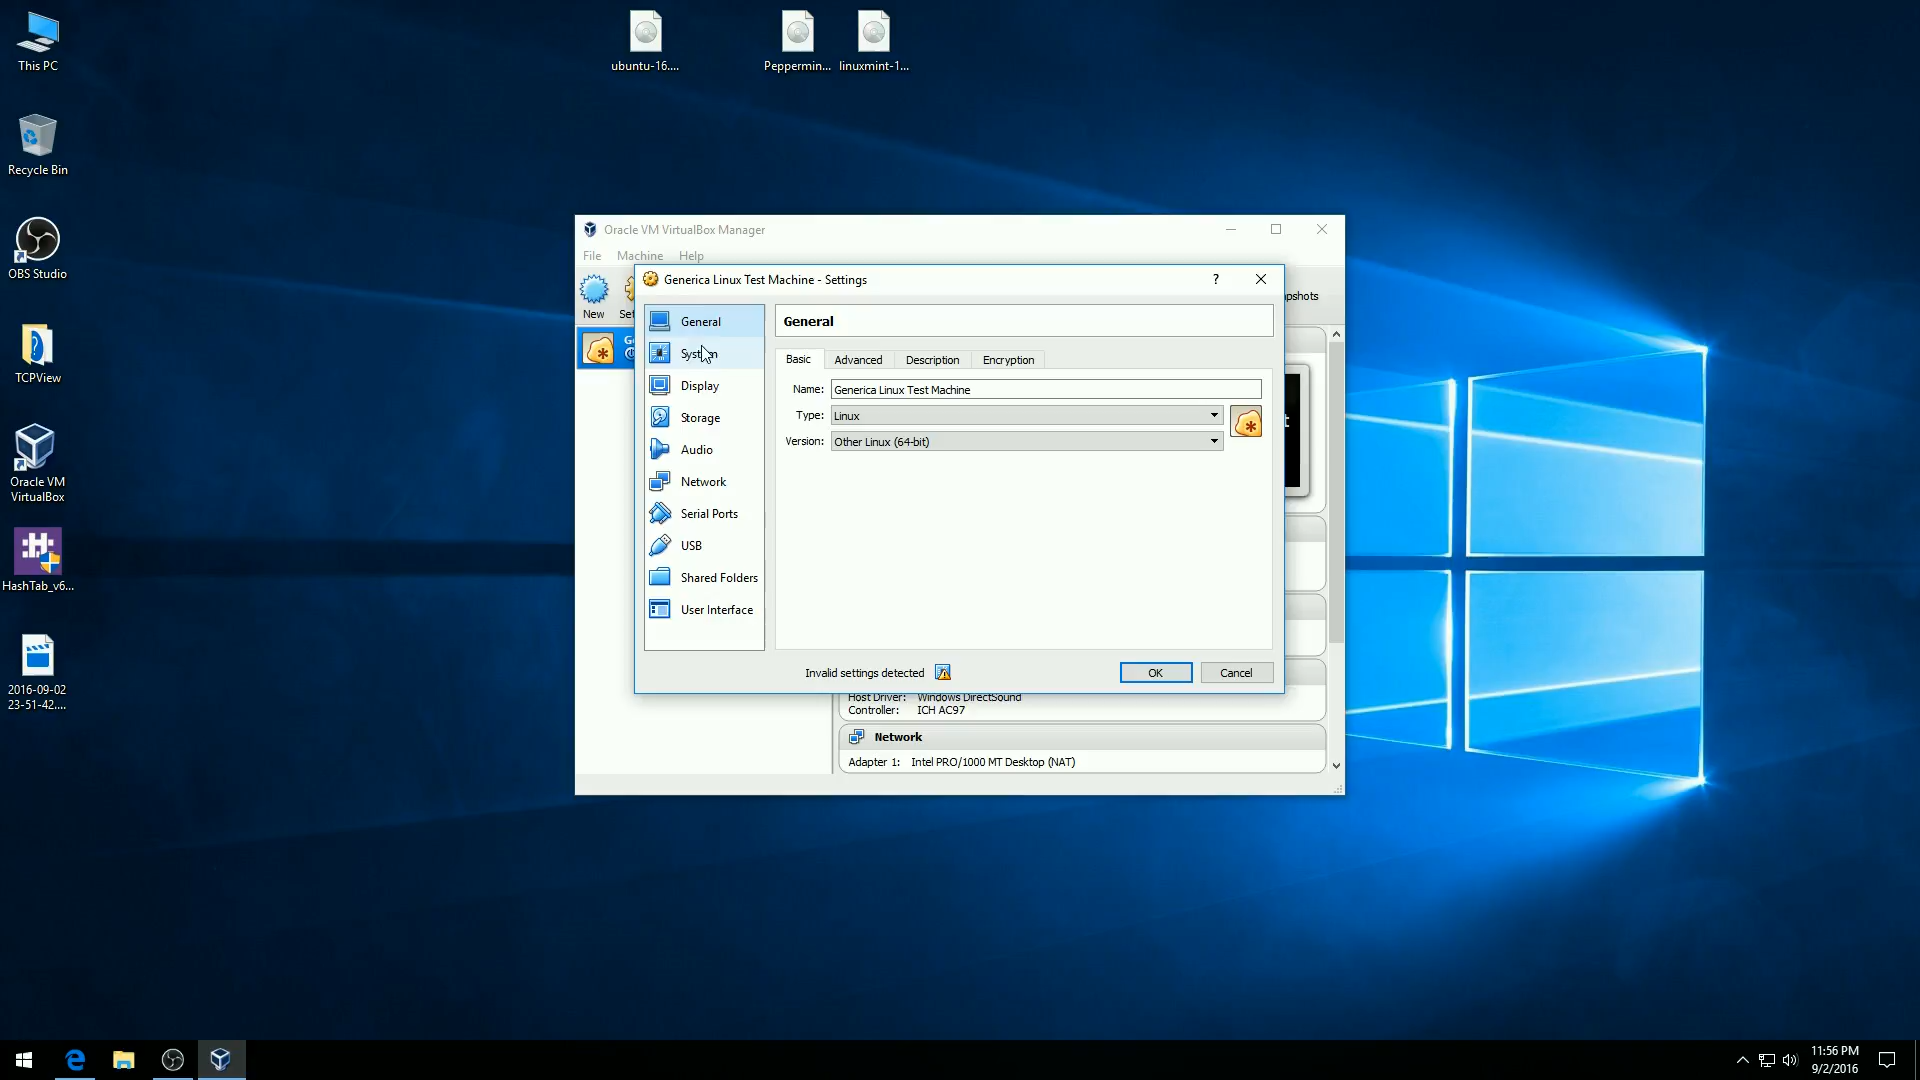 This PC
Recycle Bin
OBS Studio
TCPView
Oracle VM
VirtualBox
HashTab_v6...
2016-09-02
23-51-42....
ubuntu-16....
Peppermin...
linuxmint-1...
Oracle VM VirtualBox Manager
File Machine Help
New
Generica Linux Test Machine - Settings
?
General
System
Display
Storage
Audio
Network
Serial Ports
USB
Shared Folders
User Interface
General
Basic Advanced Description Encryption
Name: Generica Linux Test Machine
Type: Linux
Version: Other Linux (64-bit)
Invalid settings detected
OK Cancel
Host Driver: Windows DirectSound
Controller: ICH AC97
Network
Adapter 1: Intel PRO/1000 MT Desktop (NAT)
11:56 PM
9/2/2016